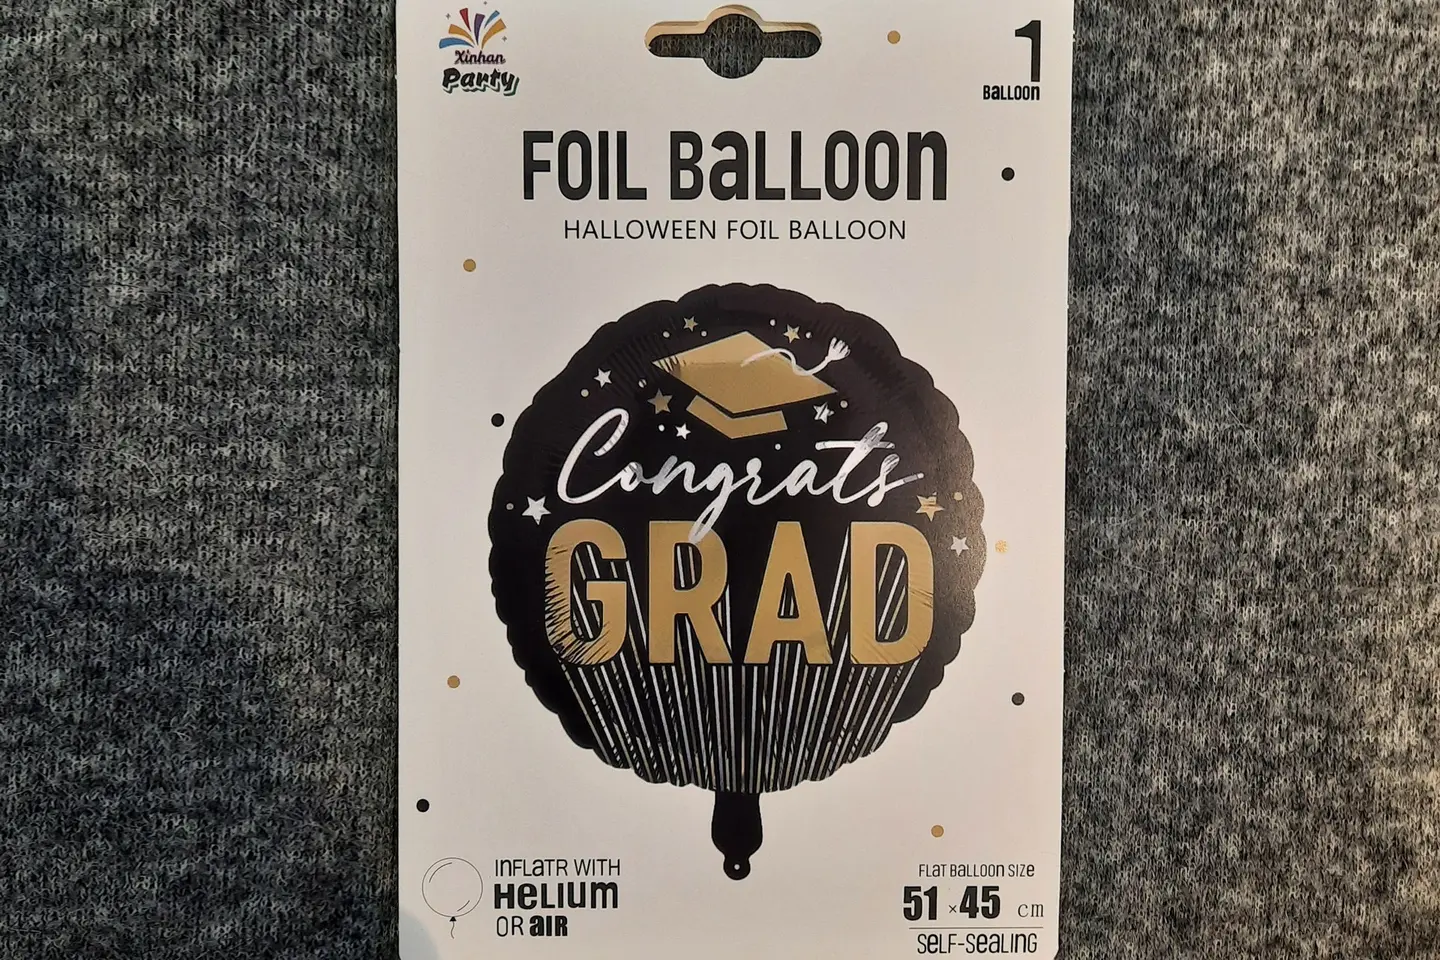 Xinhan
Party
1
BaLLOOn
FOIL BaLLOOn
HALLOWEEN FOIL BALLOON
Congrats
GRAD
InFLATR WITH
HeLIUm
OR aIR
FLAT BaLLOOn SIZe
51 × 45 cm
SeLF-SeaLInG